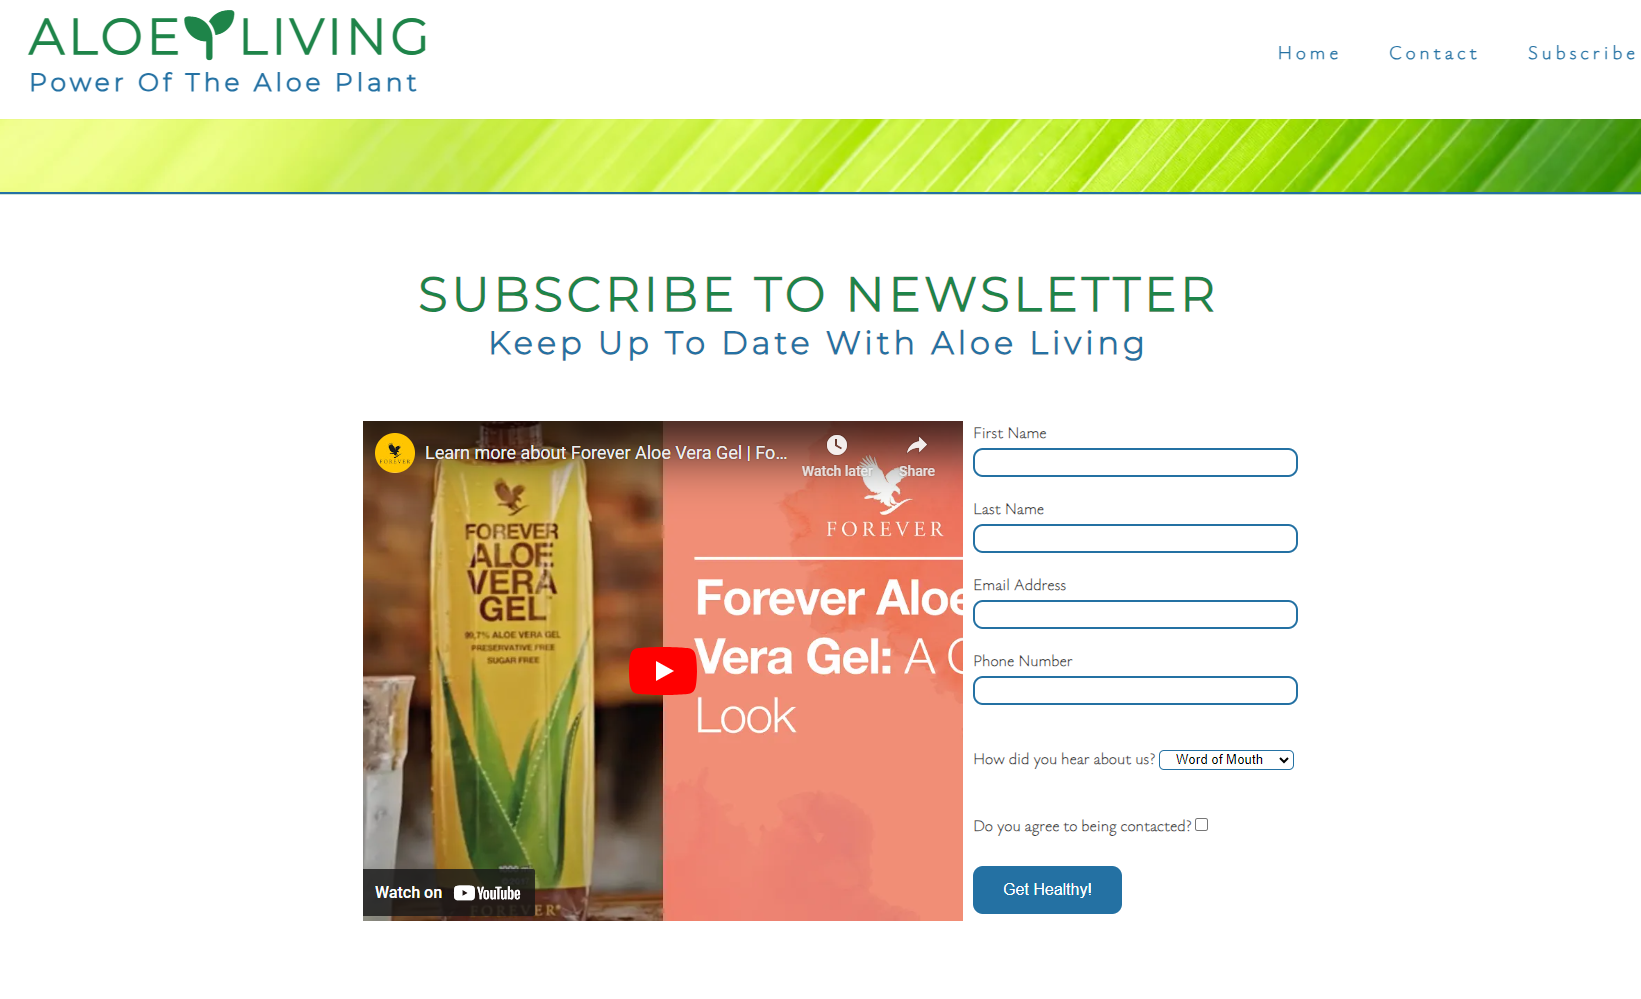 ALOE LIVING
Power Of The Aloe Plant
Home Contact Subscribe
SUBSCRIBE TO NEWSLETTER
Keep Up To Date With Aloe Living
FOREVER
Learn more about Forever Aloe Vera Gel | Fo...
Watch later
Share
FOREVER
FOREVER
ALOE
VERA
GEL
99,7% ALOE VERA GEL
PRESERVATIVE FREE
SUGAR FREE
Forever Aloe
Vera Gel: A
Look
Watch on YouTube
FOREVER
First Name
Last Name
Email Address
Phone Number
How did you hear about us? Word of Mouth
Do you agree to being contacted?
Get Healthy!